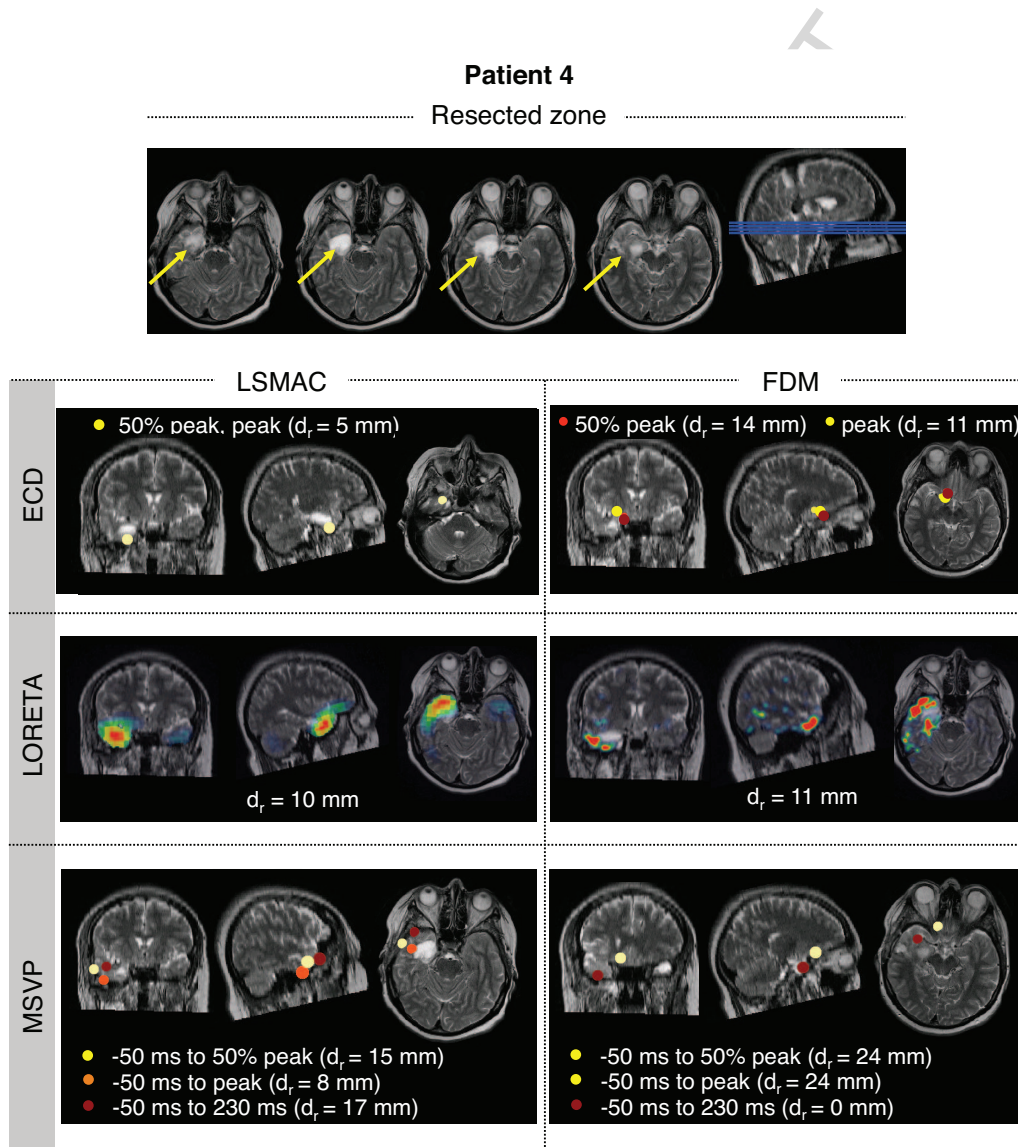 Patient 4
Resected zone
LSMAC
FDM
ECD
50% peak, peak (dr = 5 mm)
50% peak (dr = 14 mm) peak (dr = 11 mm)
LORETA
dr = 10 mm
dr = 11 mm
MSVP
-50 ms to 50% peak (dr = 15 mm)
-50 ms to peak (dr = 8 mm)
-50 ms to 230 ms (dr = 17 mm)
-50 ms to 50% peak (dr = 24 mm)
-50 ms to peak (dr = 24 mm)
-50 ms to 230 ms (dr = 0 mm)